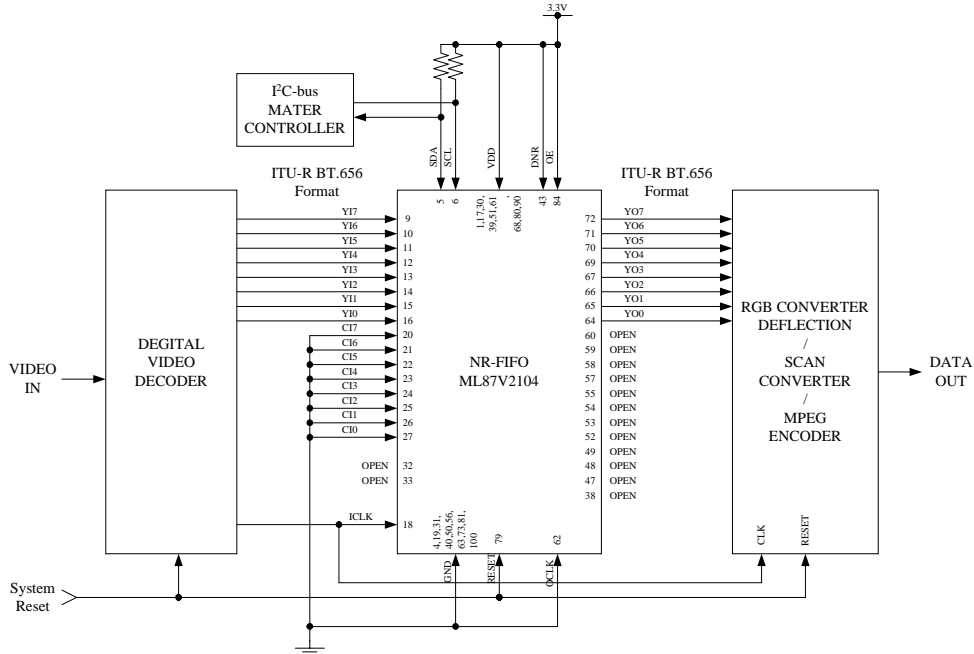 3.3V
I²C-bus
MATER
CONTROLLER
SDA
SCL
VDD
DNR
OE
ITU-R BT.656
Format
ITU-R BT.656
Format
5
6
1,17,30,
39,51,61,
68,80,90
43
84
YI7
9
YI6
10
YI5
11
YI4
12
YI3
13
YI2
14
YI1
15
YI0
16
CI7
20
CI6
21
CI5
22
CI4
23
CI3
24
CI2
25
CI1
26
CI0
27
OPEN
32
OPEN
33
ICLK
18
72
YO7
71
YO6
70
YO5
69
YO4
67
YO3
66
YO2
65
YO1
64
YO0
60
OPEN
59
OPEN
58
OPEN
57
OPEN
55
OPEN
54
OPEN
53
OPEN
52
OPEN
49
OPEN
48
OPEN
47
OPEN
38
OPEN
VIDEO
IN
DEGITAL
VIDEO
DECODER
NR-FIFO
ML87V2104
RGB CONVERTER
DEFLECTION
/
SCAN
CONVERTER
/
MPEG
ENCODER
DATA
OUT
4,19,31,
40,50,56,
63,73,81,
100
79
62
GND
RESET
OCLK
CLK
RESET
System
Reset